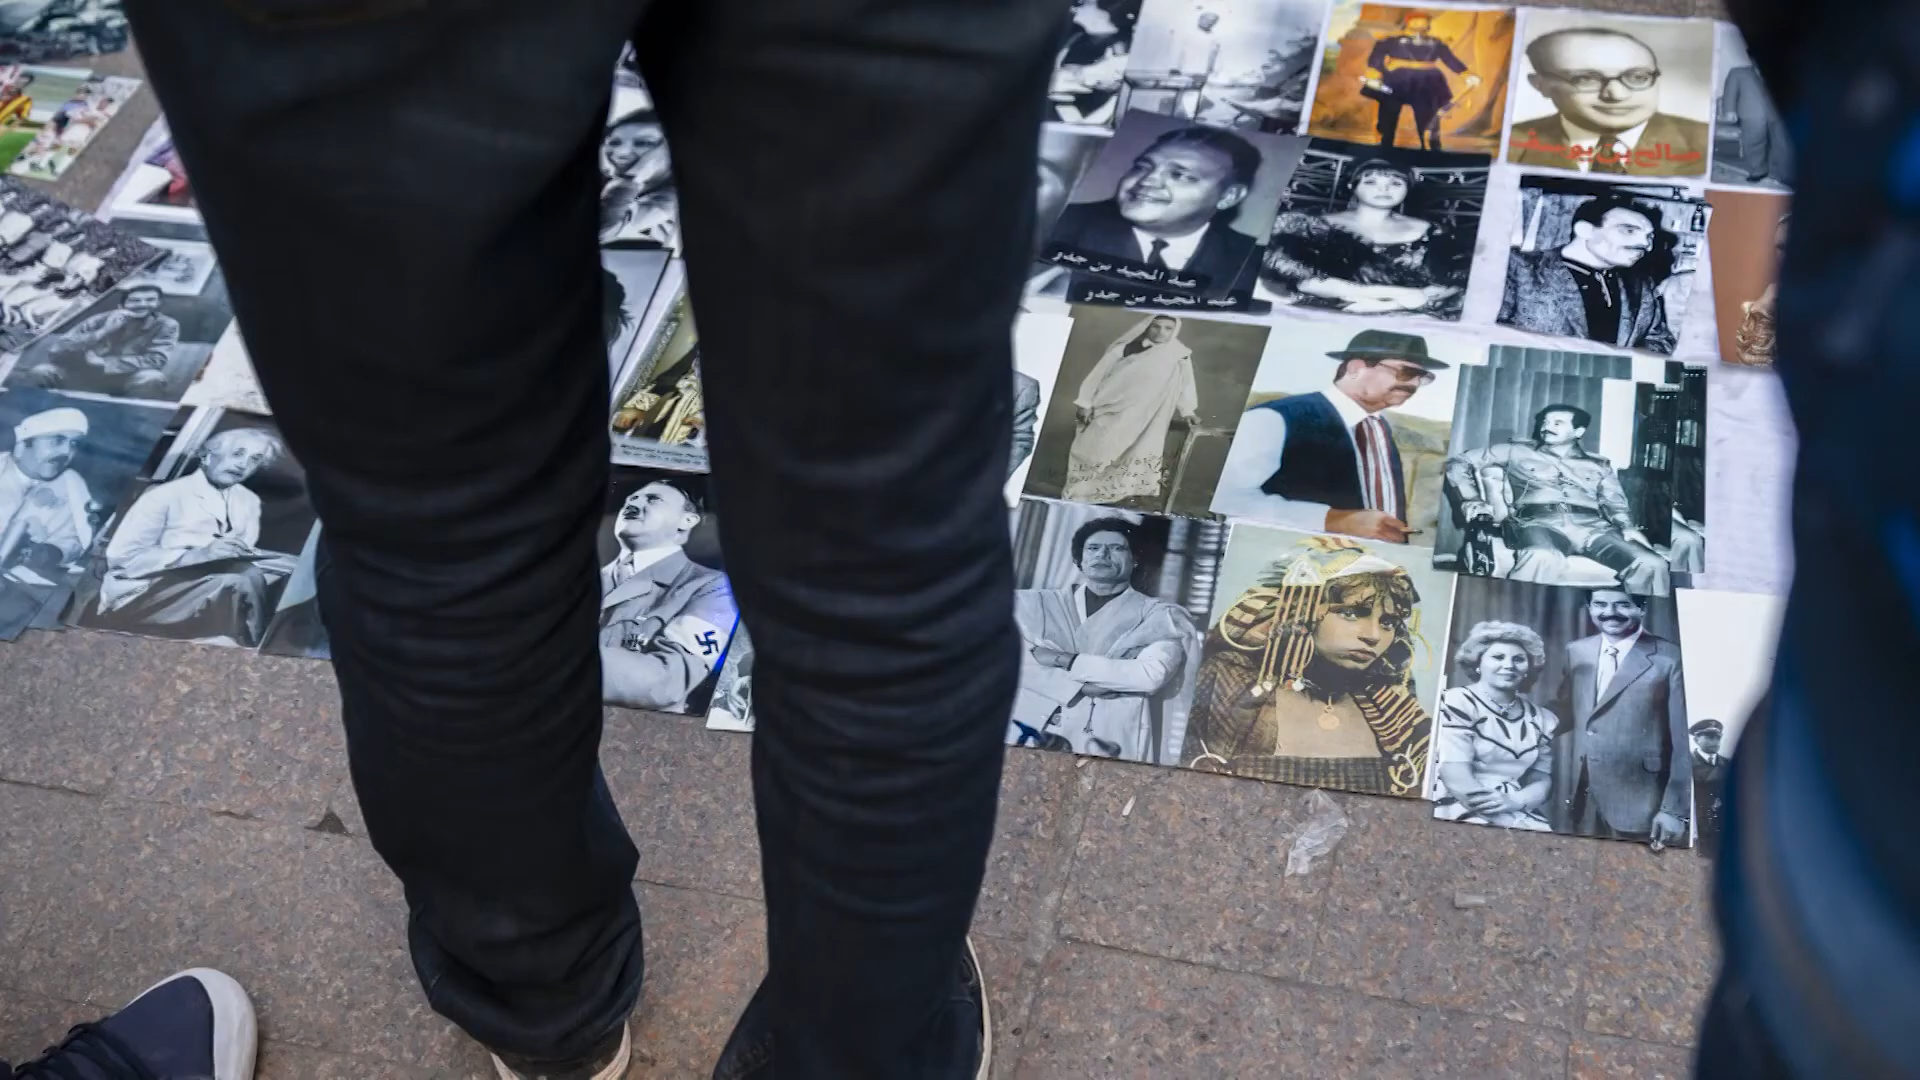 صالح بن يوسف
عبد المجيد بن جدو
عبد المجيد بن جدو